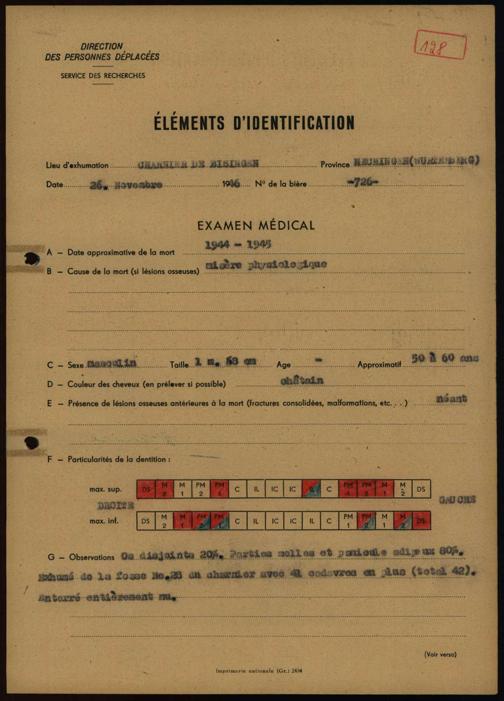 128
DIRECTION
DES PERSONNES DÉPLACÉES
SERVICE DES RECHERCHES
ÉLÉMENTS D'IDENTIFICATION
Lieu d'exhumation CHARNIER DE BISINGEN Province HECHINGEN(WURTEMBERG)
Date 26. Novembre 1946 N° de la bière -726-
EXAMEN MÉDICAL
A — Date approximative de la mort 1944 - 1945
B — Cause de la mort (si lésions osseuses) misère physiologique
C — Sexe masculin Taille 1 m. cm Age - Approximatif 50 à 60 ans
D — Couleur des cheveux (en prélever si possible) châtain
E — Présence de lésions osseuses antérieures à la mort (fractures consolidées, malformations, etc...) néant
F — Particularités de la dentition :
max. sup. DS M 2 M 1 PM 2 PM 1 C IL IC IC IL C PM 1 PM 2 M 1 M 2 DS
DROITE GAUCHE
max. inf. DS M 2 M 1 PM 2 PM 1 C IL IC IC IL C PM 1 PM 2 M 1 M 2 DS
G — Observations Os disjoints 20%. Parties molles et panicule adipeux 80%.
Exhumé de la fosse No.23 du charnier avec 41 cadavres en plus (total 42).
Enterré entièrement nu.
(Voir verso)
Imprimerie nationale (Gr.) 2404